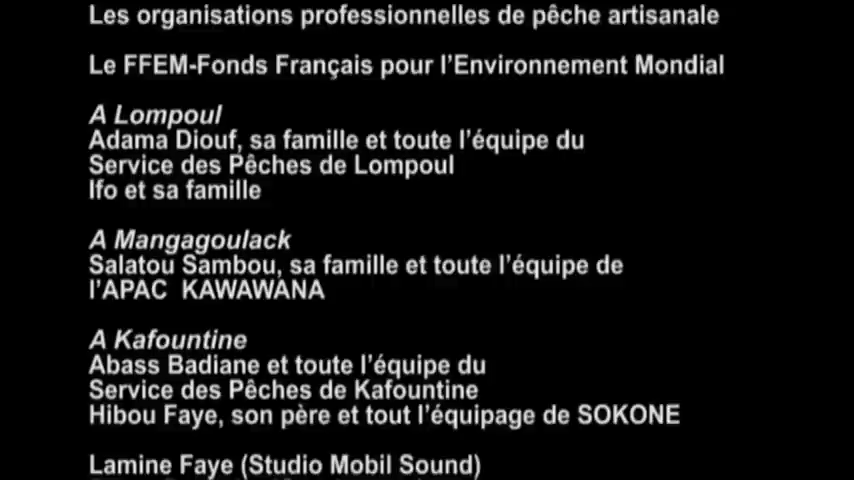 Les organisations professionnelles de pêche artisanale
Le FFEM-Fonds Français pour l'Environnement Mondial
A Lompoul
Adama Diouf, sa famille et toute l'équipe du
Service des Pêches de Lompoul
Ifo et sa famille
A Mangagoulack
Salatou Sambou, sa famille et toute l'équipe de
l'APAC KAWAWANA
A Kafountine
Abass Badiane et toute l'équipe du
Service des Pêches de Kafountine
Hibou Faye, son père et tout l'équipage de SOKONE
Lamine Faye (Studio Mobil Sound)